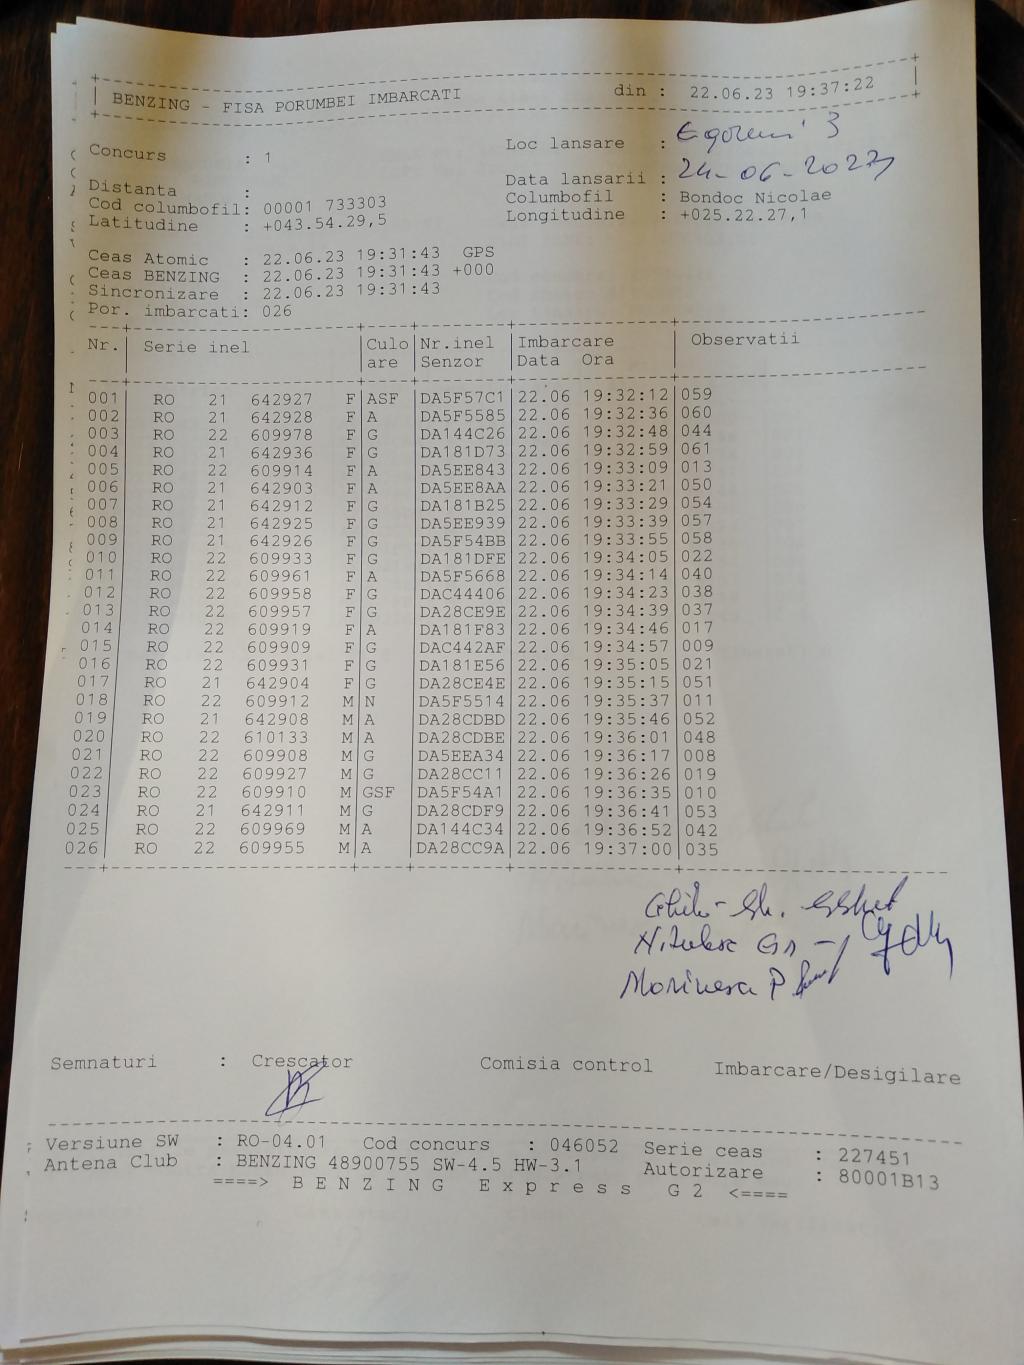 BENZING - FISA PORUMBEI IMBARCATI din : 22.06.23 19:37:22
Concurs : 1 Loc lansare :
Distanta : Data lansarii : 24-06-2023
Cod columbofil: 00001 733303 Columbofil : Bondoc Nicolae
Latitudine : +043.54.29,5 Longitudine : +025.22.27,1
Ceas Atomic : 22.06.23 19:31:43 GPS
Ceas BENZING : 22.06.23 19:31:43 +000
Sincronizare : 22.06.23 19:31:43
Por. imbarcati: 026
Nr. Serie inel Culo Nr.inel Imbarcare Observatii
are Senzor Data Ora
001 RO 21 642927 F ASF DA5F57C1 22.06 19:32:12 059
002 RO 21 642928 F A DA5F5585 22.06 19:32:36 060
003 RO 22 609978 F G DA144C26 22.06 19:32:48 044
004 RO 21 642936 F G DA181D73 22.06 19:32:59 061
005 RO 22 609914 F A DA5EE843 22.06 19:33:09 013
006 RO 21 642903 F A DA5EE8AA 22.06 19:33:21 050
007 RO 21 642912 F G DA181B25 22.06 19:33:29 054
008 RO 21 642925 F G DA5EE939 22.06 19:33:39 057
009 RO 21 642926 F G DA5F54BB 22.06 19:33:55 058
010 RO 22 609933 F G DA181DFE 22.06 19:34:05 022
011 RO 22 609961 F A DA5F5668 22.06 19:34:14 040
012 RO 22 609958 F G DAC44406 22.06 19:34:23 038
013 RO 22 609957 F G DA28CE9E 22.06 19:34:39 037
014 RO 22 609919 F A DA181F83 22.06 19:34:46 017
015 RO 22 609909 F G DAC442AF 22.06 19:34:57 009
016 RO 22 609931 F G DA181E56 22.06 19:35:05 021
017 RO 21 642904 F G DA28CE4E 22.06 19:35:15 051
018 RO 22 609912 M N DA5F5514 22.06 19:35:37 011
019 RO 21 642908 M A DA28CDBD 22.06 19:35:46 052
020 RO 22 610133 M A DA28CDBE 22.06 19:36:01 048
021 RO 22 609908 M G DA5EEA34 22.06 19:36:17 008
022 RO 22 609927 M G DA28CC11 22.06 19:36:26 019
023 RO 22 609910 M GSF DA5F54A1 22.06 19:36:35 010
024 RO 21 642911 M G DA28CDF9 22.06 19:36:41 053
025 RO 22 609969 M A DA144C34 22.06 19:36:52 042
026 RO 22 609955 M A DA28CC9A 22.06 19:37:00 035
Semnaturi : Crescator Comisia control Imbarcare/Desigilare
Versiune SW : RO-04.01 Cod concurs : 046052 Serie ceas : 227451
Antena Club : BENZING 48900755 SW-4.5 HW-3.1 Autorizare : 80001B13
====> B E N Z I N G E x p r e s s G 2 <====